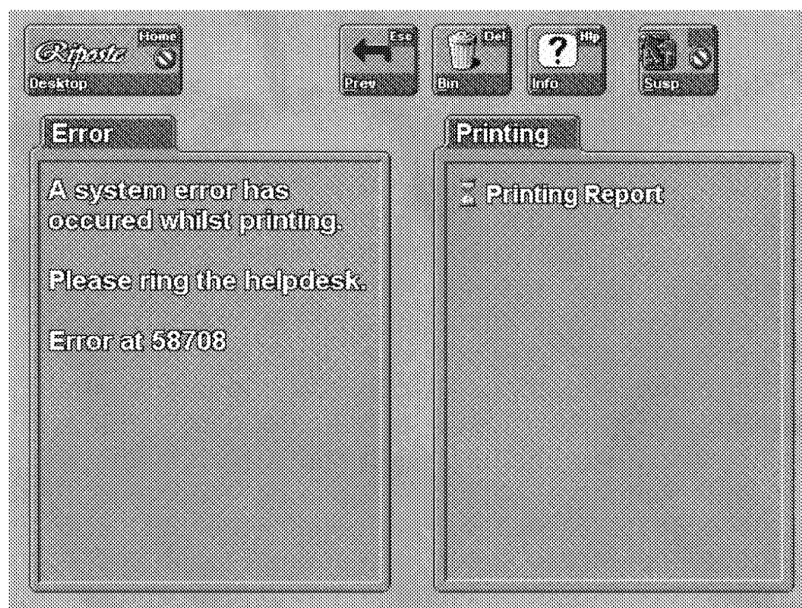 Riposte
Home
Desktop
Esc
Prev
Del
Bin
?
Hlp
Info
Susp
Error
A system error has
occured whilst printing.
Please ring the helpdesk.
Error at 58708
Printing
Printing Report